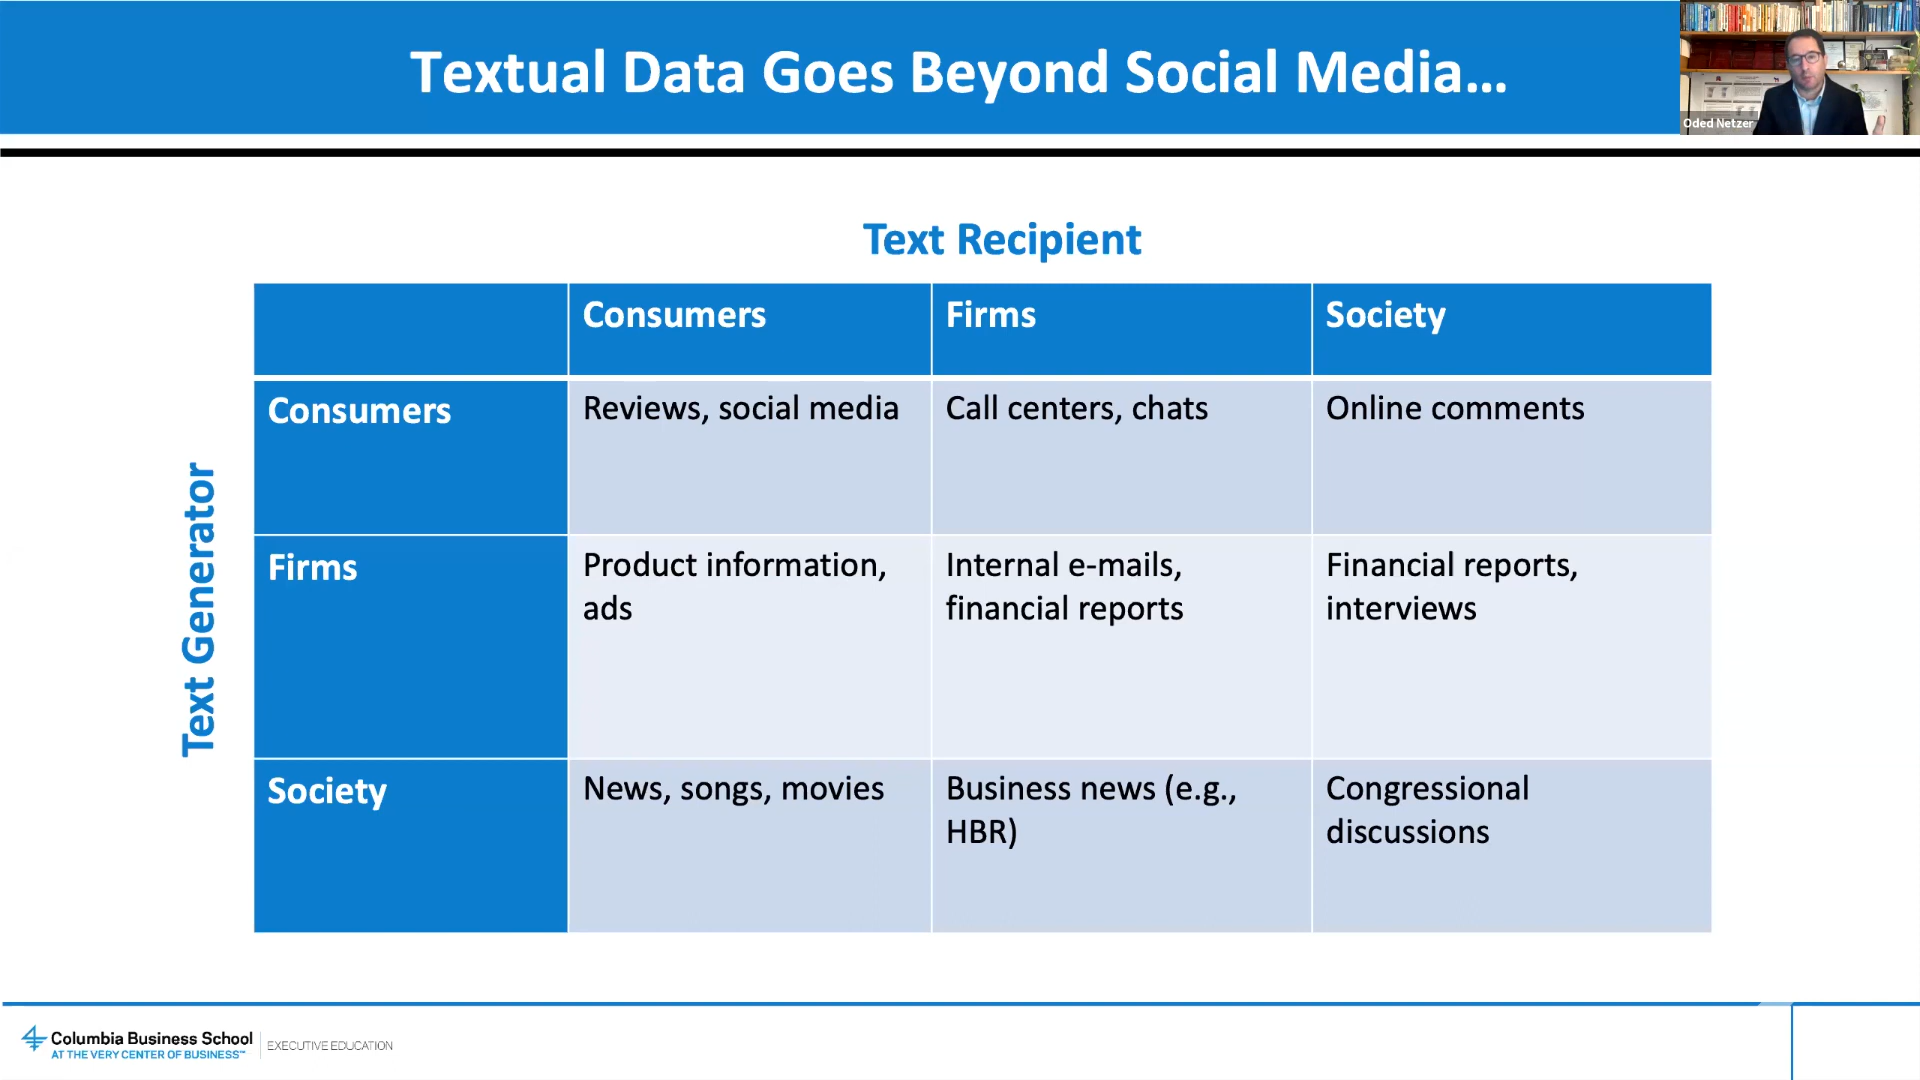 Textual Data Goes Beyond Social Media...
Oded Netzer
Text Recipient
Consumers
Firms
Society
Text Generator
Consumers
Reviews, social media
Call centers, chats
Online comments
Firms
Product information,
ads
Internal e-mails,
financial reports
Financial reports,
interviews
Society
News, songs, movies
Business news (e.g.,
HBR)
Congressional
discussions
Columbia Business School
AT THE VERY CENTER OF BUSINESS™
EXECUTIVE EDUCATION